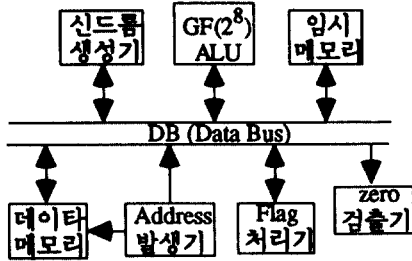 신드롬
생성기
GF(2⁸)
ALU
임시
메모리
DB (Data Bus)
데이타
메모리
Address
발생기
Flag
처리기
zero
검출기